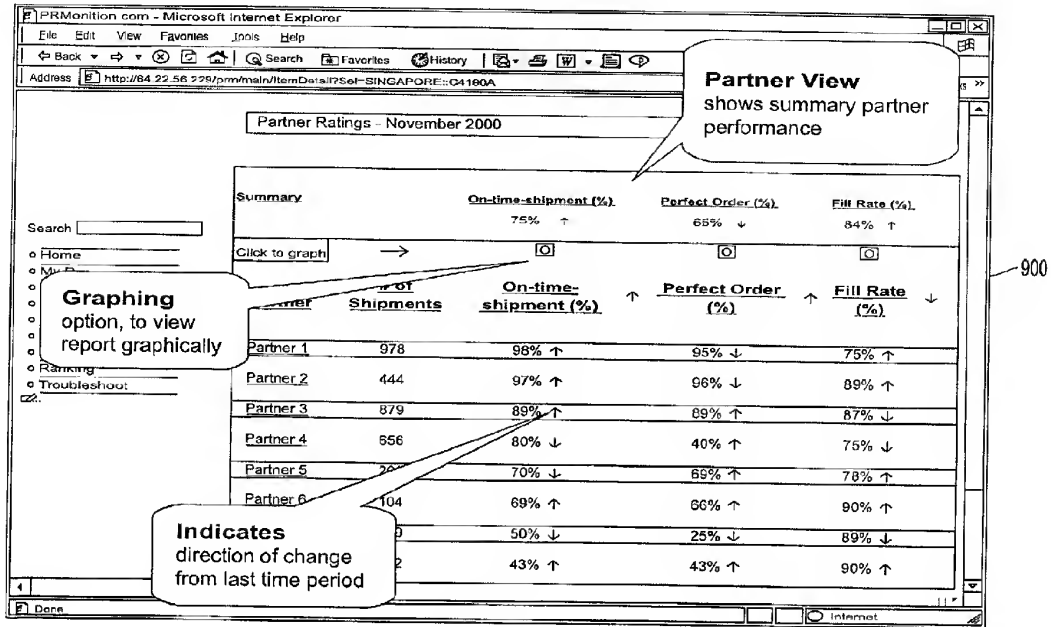 PRMonition com - Microsoft Internet Explorer
File Edit View Favorites Tools Help
Back Search Favorites History
Address http://64 22.56 229/prm/main/ItemDetail?Sel=SINGAPORE::C4180A
Partner View
shows summary partner
performance
Partner Ratings - November 2000
Summary On-time-shipment (%) Perfect Order (%) Fill Rate (%)
75% ↑ 65% ↓ 84% ↑
Search
Click to graph →
Home
Graphing
option, to view
report graphically
Ranking
Troubleshoot
of On-time- Perfect Order Fill Rate
Shipments shipment (%) ↑ (%) ↑ (%) ↓
Partner 1 978 98% ↑ 95% ↓ 75% ↑
Partner 2 444 97% ↑ 96% ↓ 89% ↑
Partner 3 879 89% ↑ 89% ↑ 87% ↓
Partner 4 656 80% ↓ 40% ↑ 75% ↓
Partner 5 70% ↓ 69% ↑ 78% ↑
Partner 6 104 69% ↑ 66% ↑ 90% ↑
50% ↓ 25% ↓ 89% ↓
43% ↑ 43% ↑ 90% ↑
Indicates
direction of change
from last time period
Done Internet
900